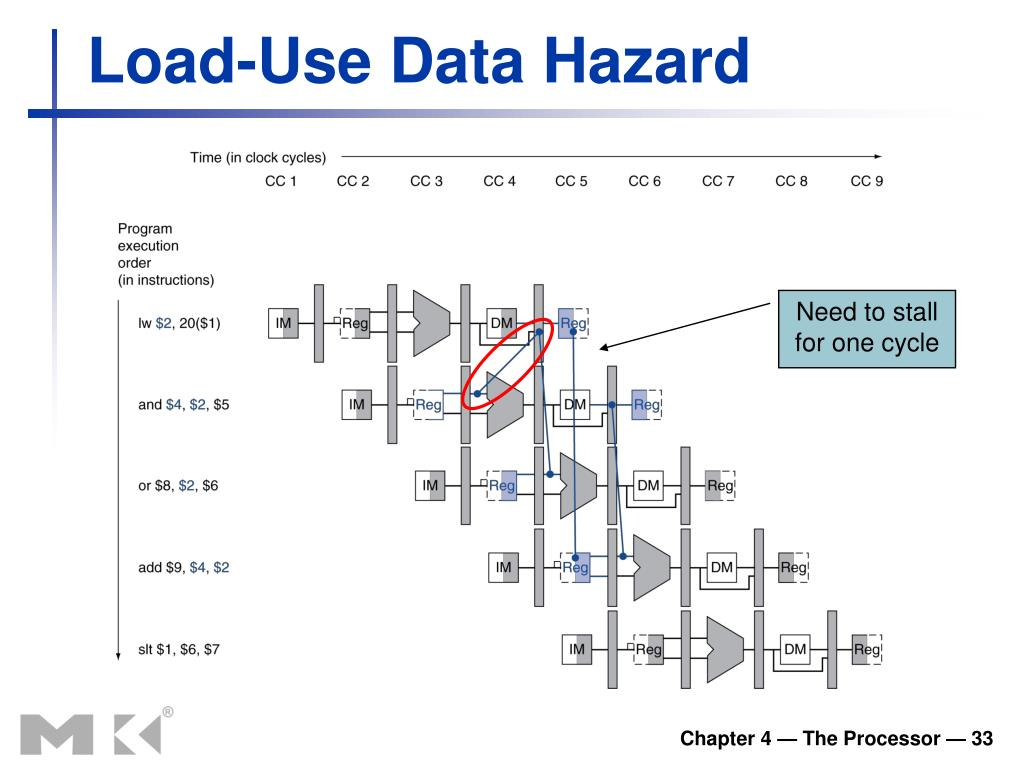 Load-Use Data Hazard
Time (in clock cycles)
CC 1 CC 2 CC 3 CC 4 CC 5 CC 6 CC 7 CC 8 CC 9
Program
execution
order
(in instructions)
Need to stall
for one cycle
lw $2, 20($1) IM Reg DM Reg
and $4, $2, $5 IM Reg DM Reg
or $8, $2, $6 IM Reg DM Reg
add $9, $4, $2 IM Reg DM Reg
slt $1, $6, $7 IM Reg DM Reg
MK®
Chapter 4 — The Processor — 33